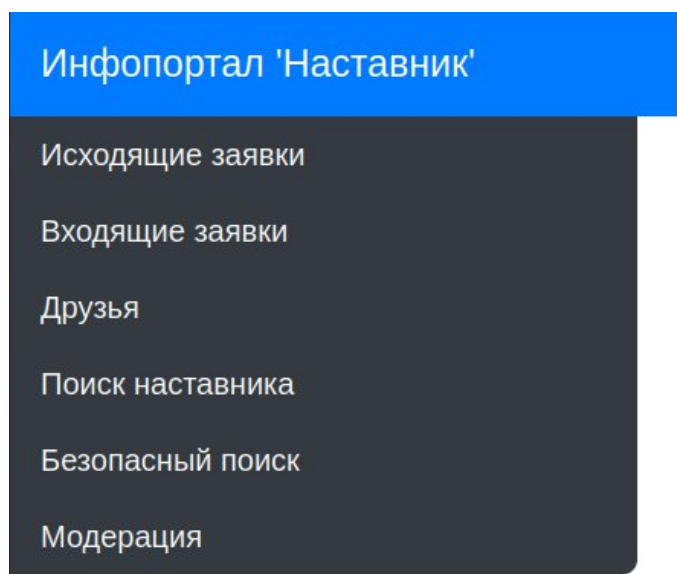 Инфопортал 'Наставник'
Исходящие заявки
Входящие заявки
Друзья
Поиск наставника
Безопасный поиск
Модерация